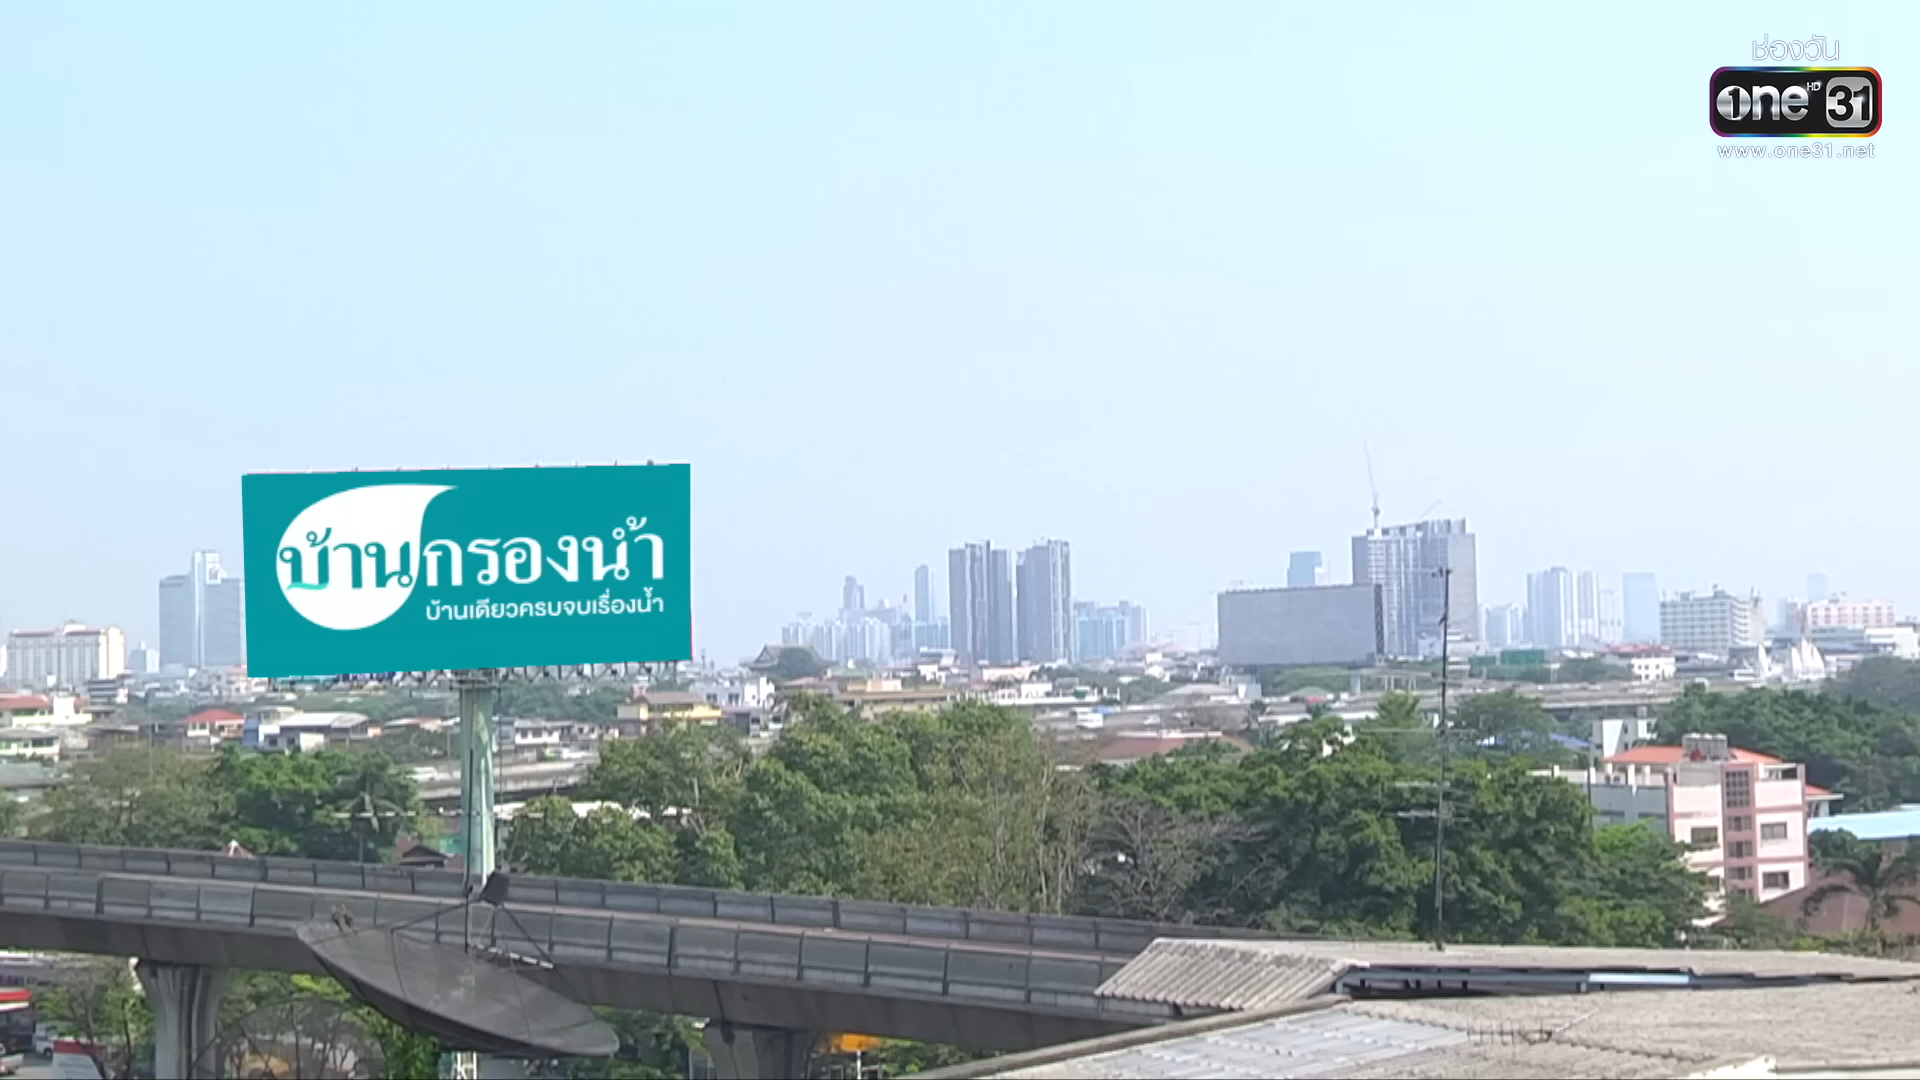 ช่องวัน
one HD 31
www.one31.net
บ้านกรองน้ำ
บ้านเดียวครบจบเรื่องน้ำ